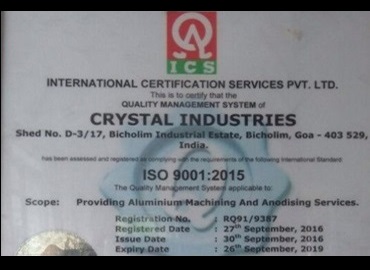 ICS
INTERNATIONAL CERTIFICATION SERVICES PVT. LTD.
This is to certify that the
QUALITY MANAGEMENT SYSTEM of
CRYSTAL INDUSTRIES
Shed No. D-3/17, Bicholim Industrial Estate, Bicholim, Goa - 403 529,
India.
has been assessed and registered as complying with the requirements of the following International Standard
ISO 9001:2015
The Quality Management System applicable to:
Scope: Providing Aluminium Machining And Anodising Services.
Registration No. : RQ91/9387
Registered Date : 27th September, 2016
Issue Date : 30th September, 2016
Expiry Date : 26th September, 2019